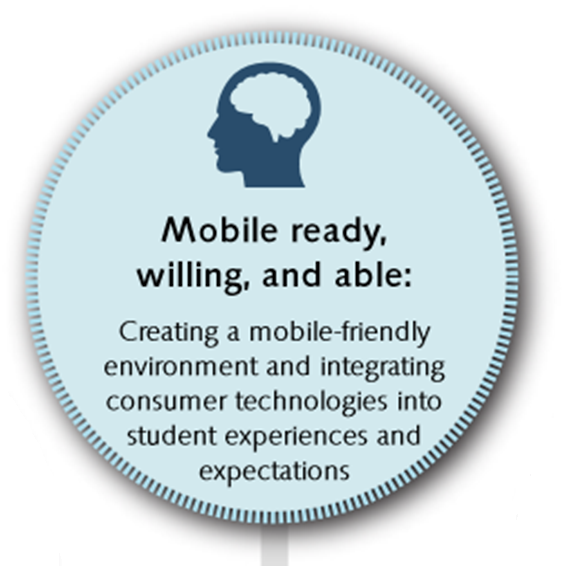 Mobile ready,
willing, and able:
Creating a mobile-friendly
environment and integrating
consumer technologies into
student experiences and
expectations